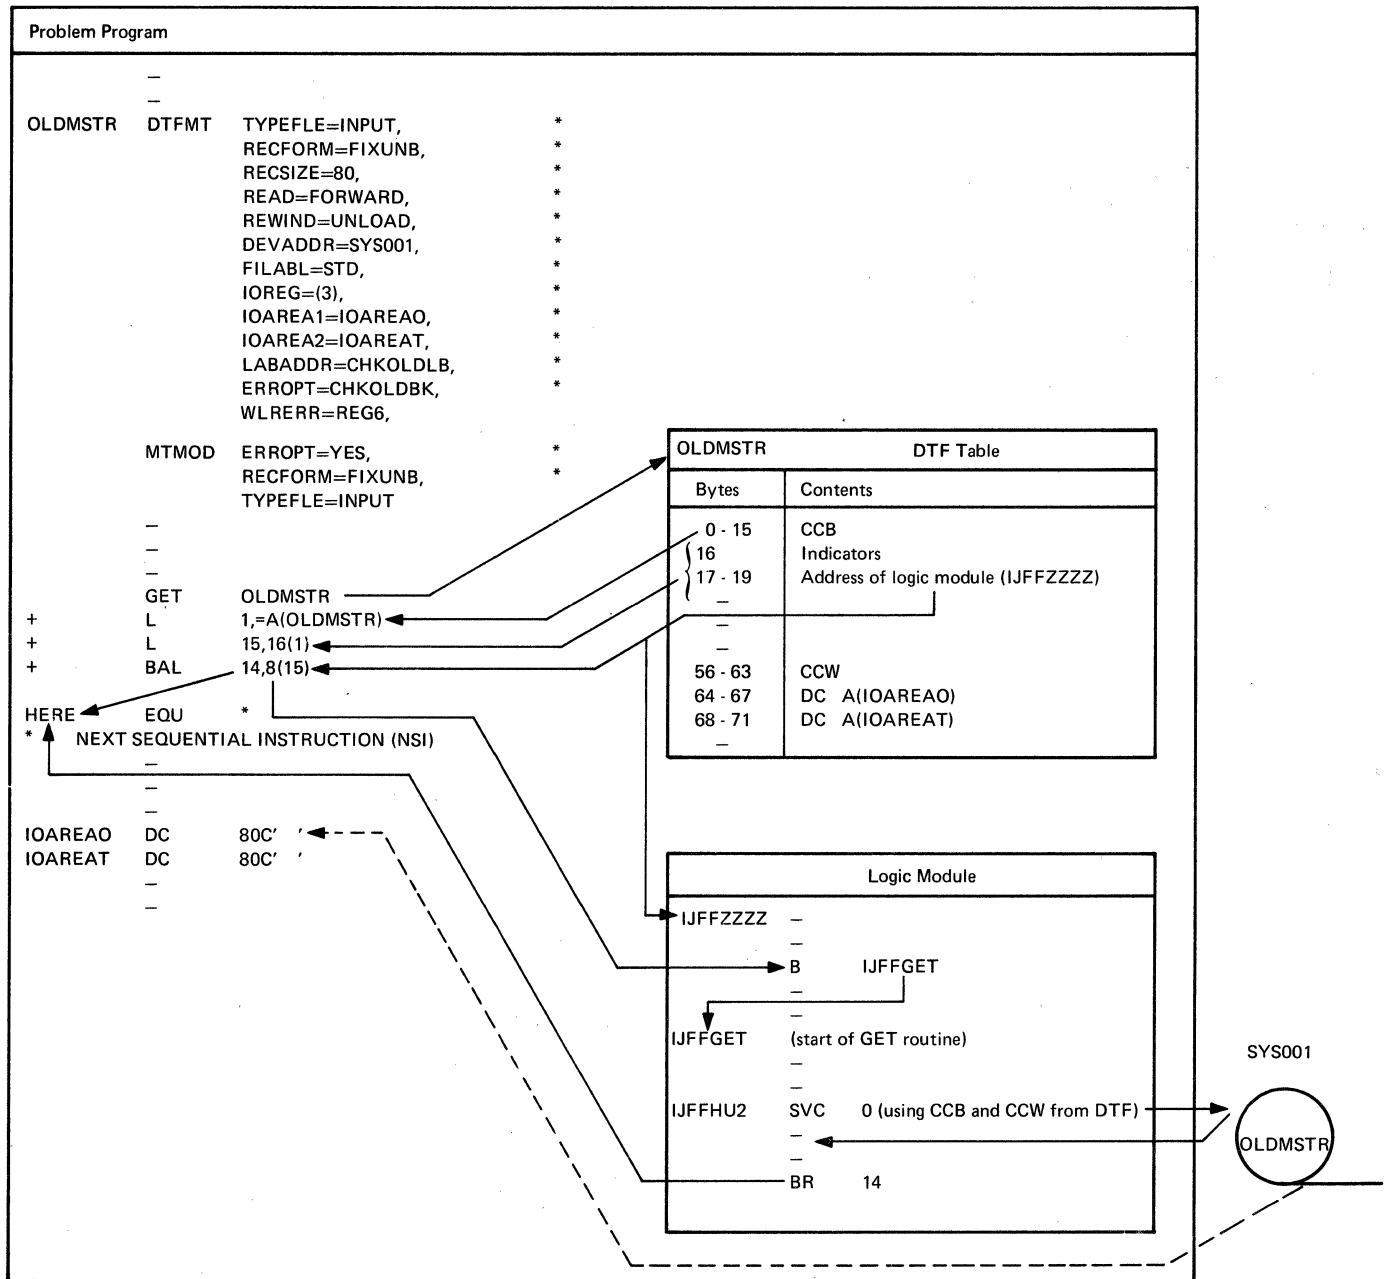 Problem Program
—
—
OLDMSTR DTFMT TYPEFLE=INPUT, *
RECFORM=FIXUNB, *
RECSIZE=80, *
READ=FORWARD, *
REWIND=UNLOAD, *
DEVADDR=SYS001, *
FILABL=STD, *
IOREG=(3), *
IOAREA1=IOAREAO, *
IOAREA2=IOAREAT, *
LABADDR=CHKOLDLB, *
ERROPT=CHKOLDBK, *
WLRERR=REG6,
MTMOD ERROPT=YES, *
RECFORM=FIXUNB, *
TYPEFLE=INPUT
—
—
—
GET OLDMSTR
+ L 1,=A(OLDMSTR)
+ L 15,16(1)
+ BAL 14,8(15)
HERE EQU *
* NEXT SEQUENTIAL INSTRUCTION (NSI)
—
—
—
IOAREAO DC 80C' '
IOAREAT DC 80C' '
—
—
OLDMSTR DTF Table
Bytes Contents
0 - 15 CCB
16 Indicators
17 - 19 Address of logic module (IJFFZZZZ)
—
—
—
56 - 63 CCW
64 - 67 DC A(IOAREAO)
68 - 71 DC A(IOAREAT)
—
Logic Module
IJFFZZZZ —
—
B IJFFGET
—
—
IJFFGET (start of GET routine)
—
—
IJFFHU2 SVC 0 (using CCB and CCW from DTF)
—
—
BR 14
SYS001
OLDMSTR